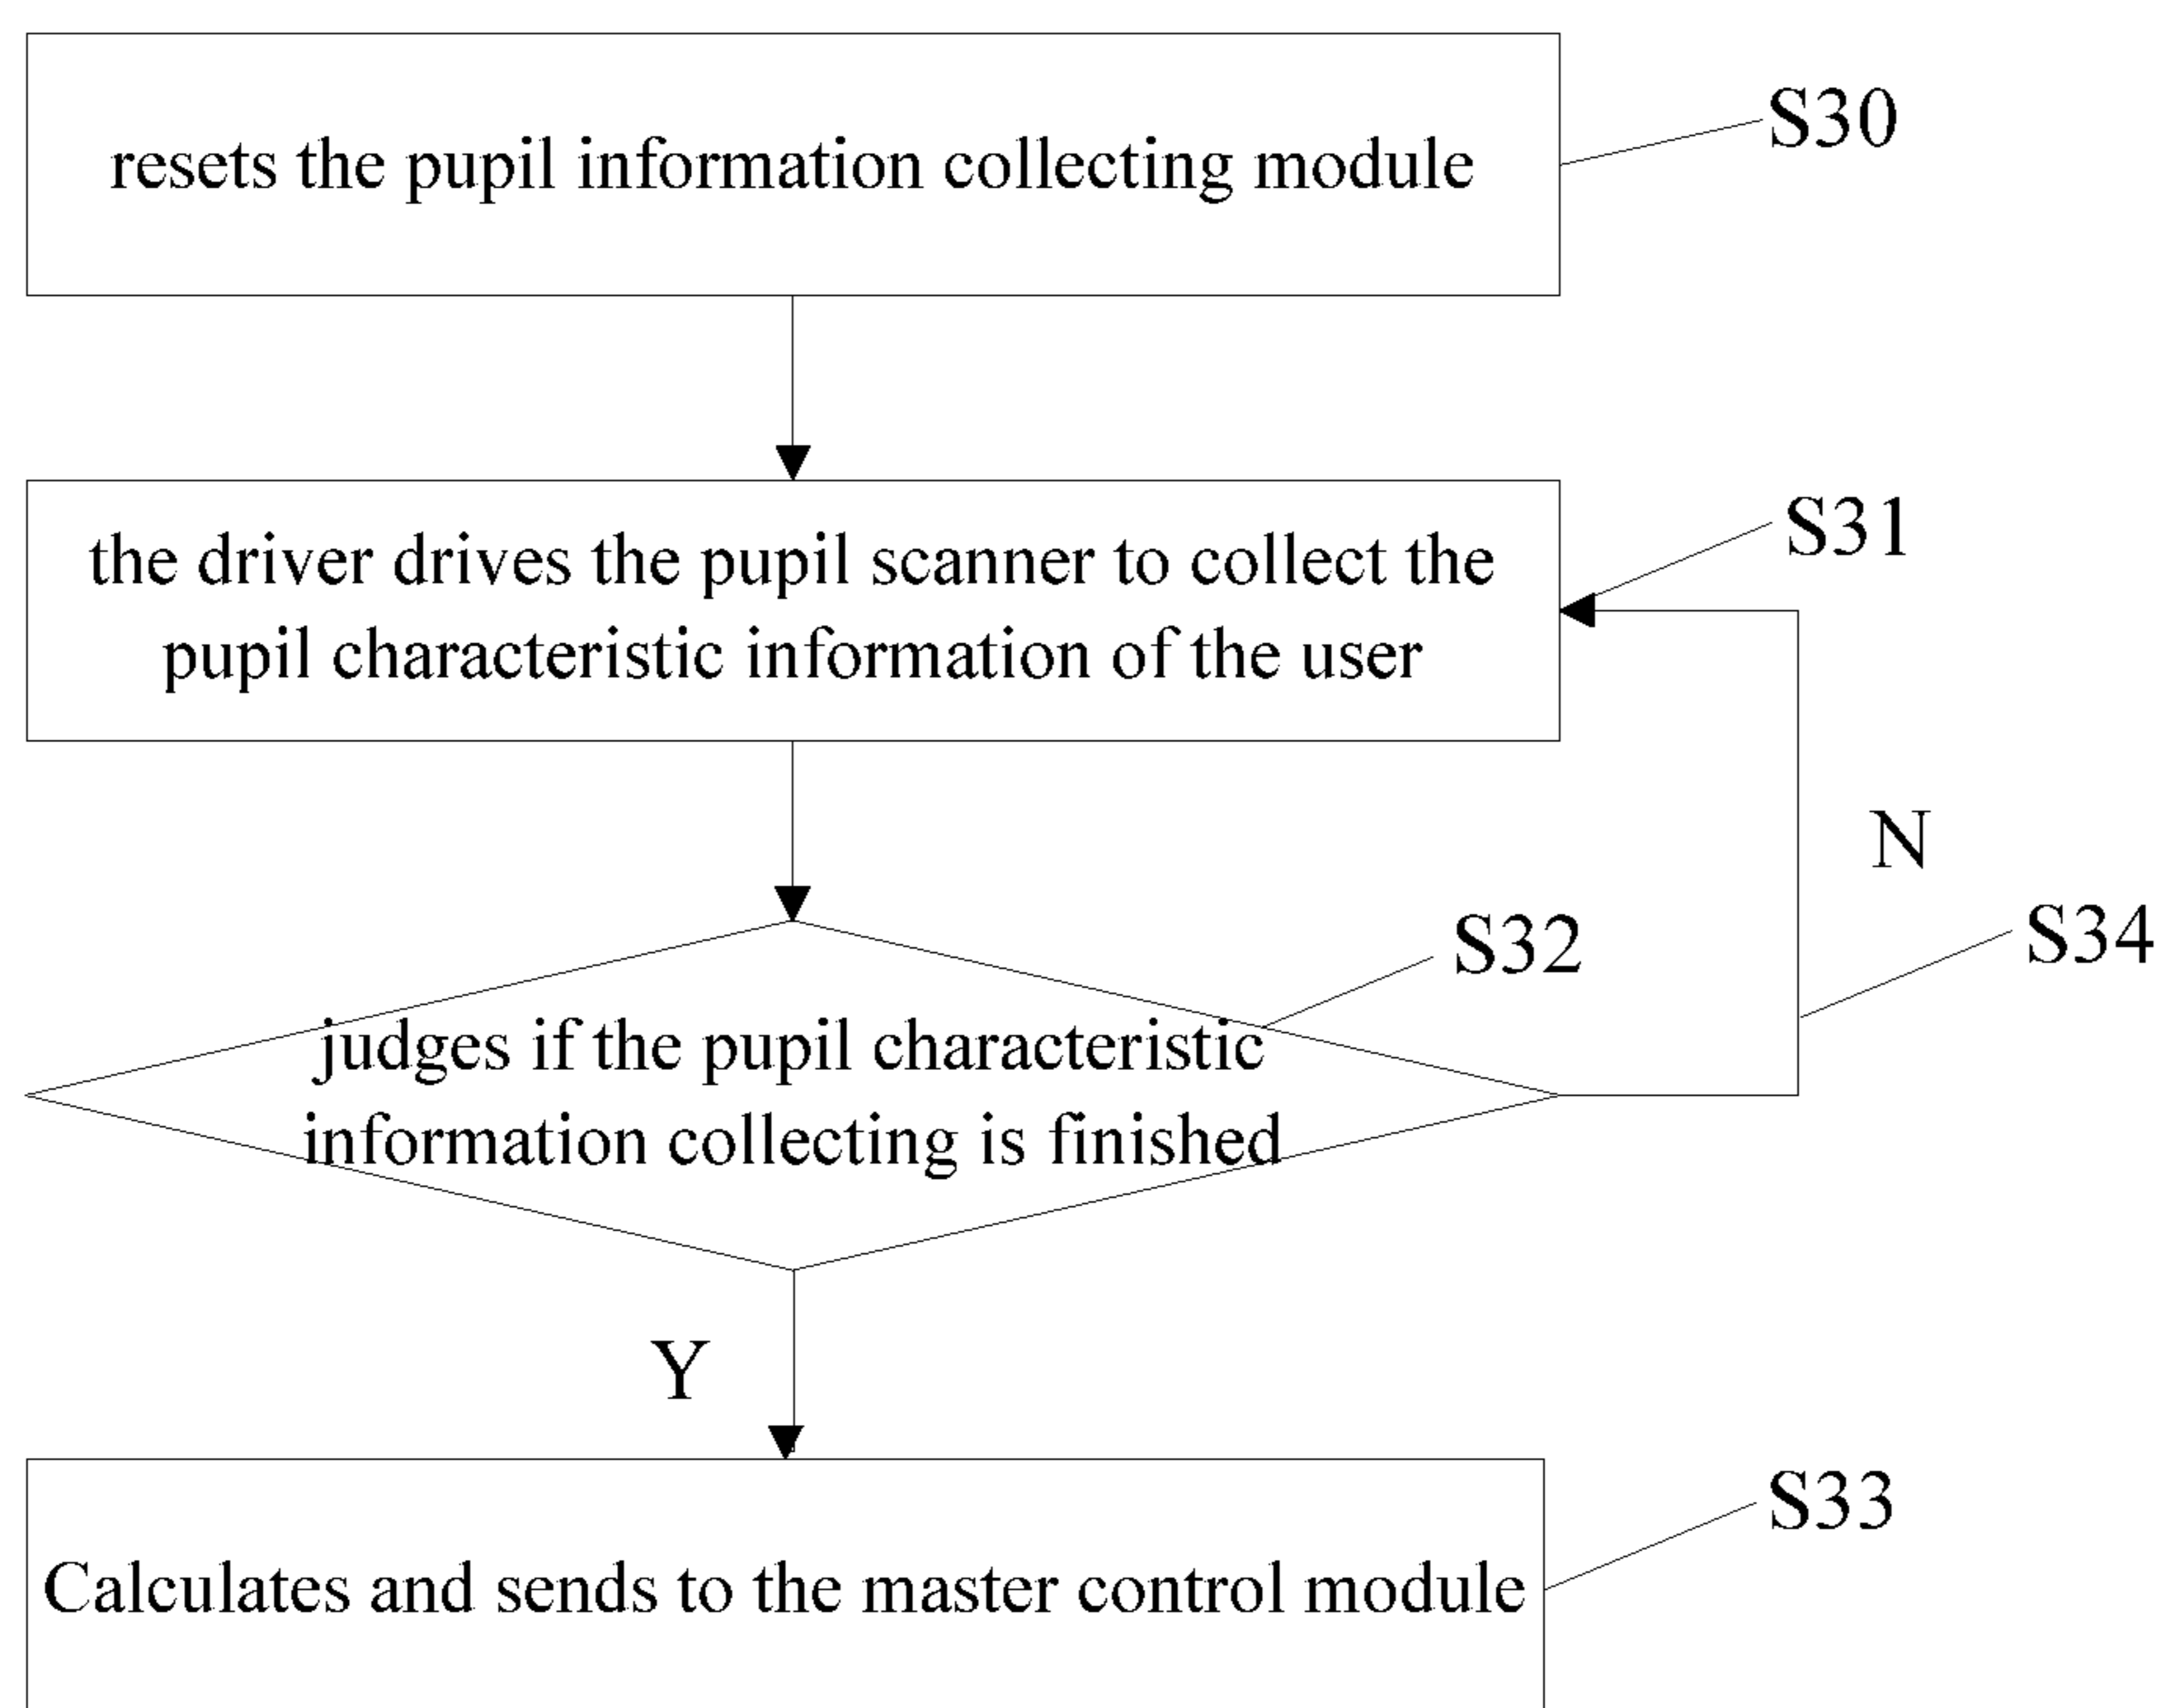 resets the pupil information collecting module
S30
the driver drives the pupil scanner to collect the
pupil characteristic information of the user
S31
N
S34
S32
judges if the pupil characteristic
information collecting is finished
Y
S33
Calculates and sends to the master control module